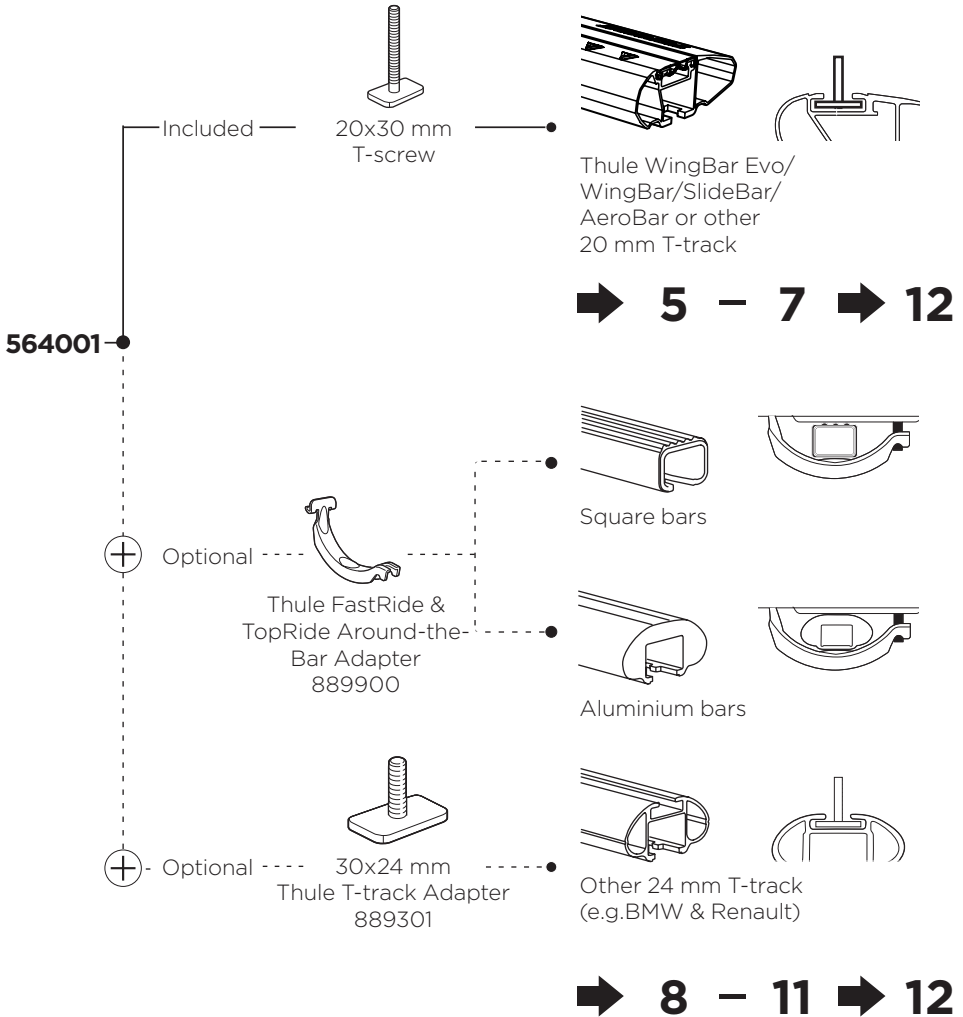 Included
20x30 mm
T-screw
Thule WingBar Evo/
WingBar/SlideBar/
AeroBar or other
20 mm T-track
5 – 7 12
564001
Square bars
Optional
Thule FastRide &
TopRide Around-the-
Bar Adapter
889900
Aluminium bars
Optional
30x24 mm
Thule T-track Adapter
889301
Other 24 mm T-track
(e.g.BMW & Renault)
8 – 11 12